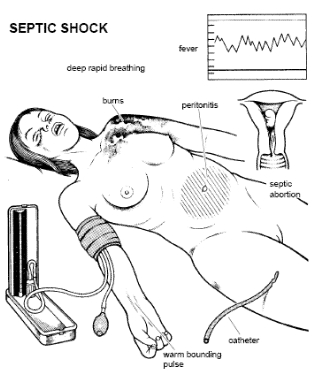 SEPTIC SHOCK
fever
deep rapid breathing
burns
peritonitis
septic
abortion
catheter
warm bounding
pulse